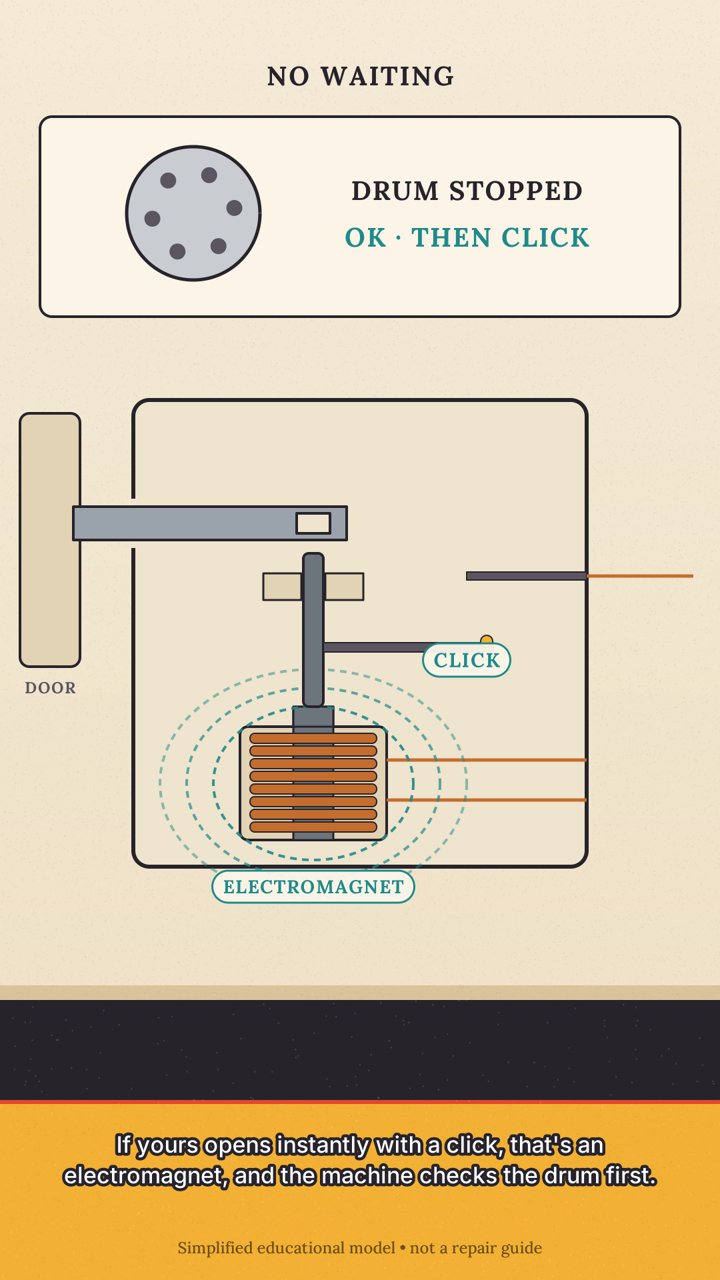 NO WAITING
DRUM STOPPED
OK · THEN CLICK
CLICK
DOOR
ELECTROMAGNET
If yours opens instantly with a click, that's an
electromagnet, and the machine checks the drum first.
Simplified educational model • not a repair guide